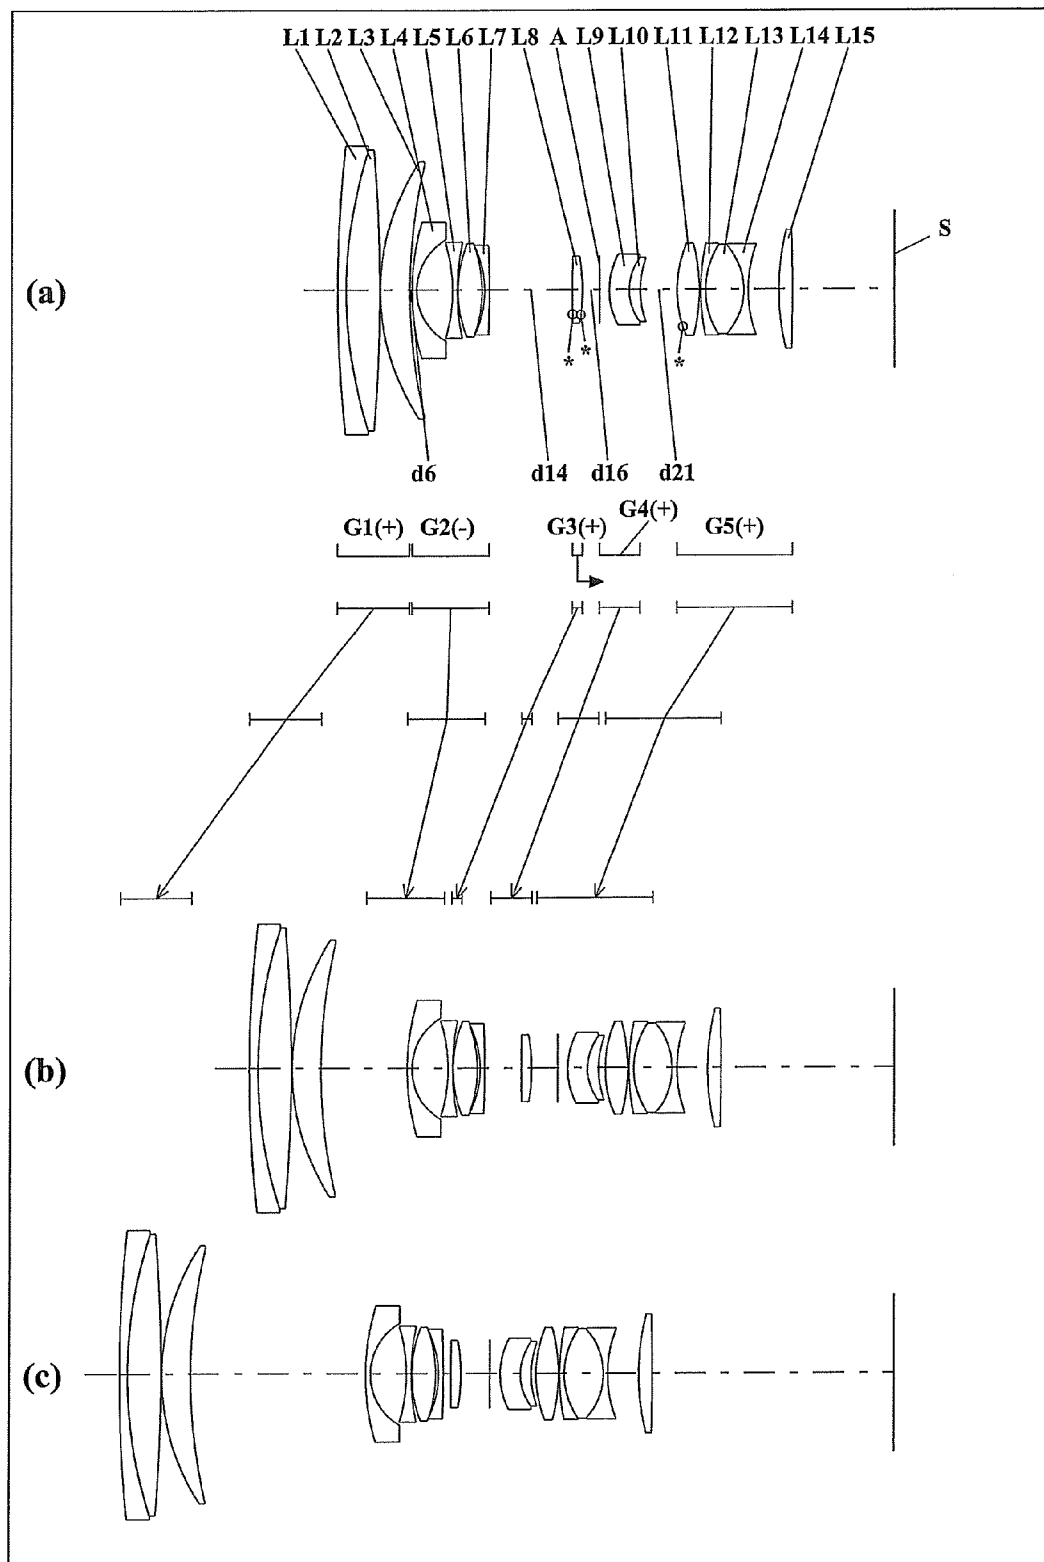 L1 L2 L3 L4 L5 L6 L7 L8 A L9 L10 L11 L12 L13 L14 L15
S
(a)
* * *
d6 d14 d16 d21
G1(+) G2(-) G3(+) G4(+) G5(+)
(b)
(c)